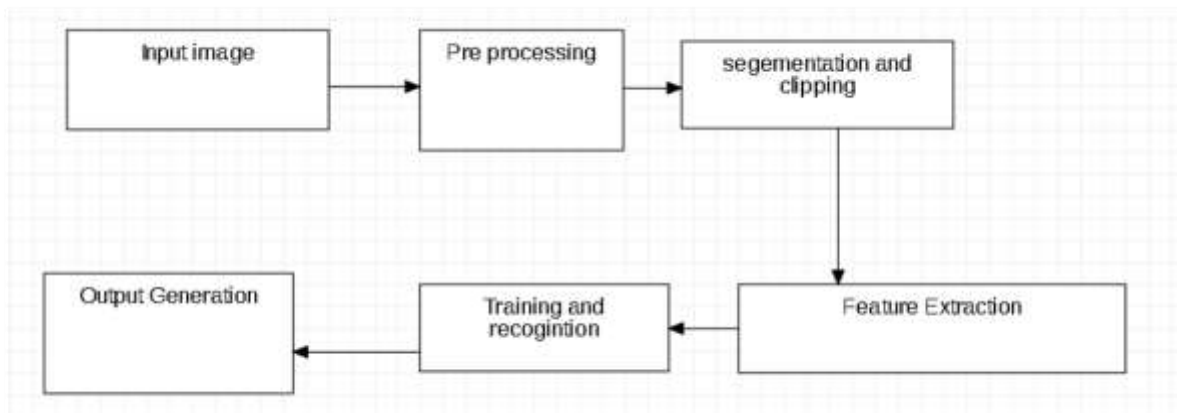 Input image
Pre processing
segementation and
clipping
Feature Extraction
Training and
recogintion
Output Generation